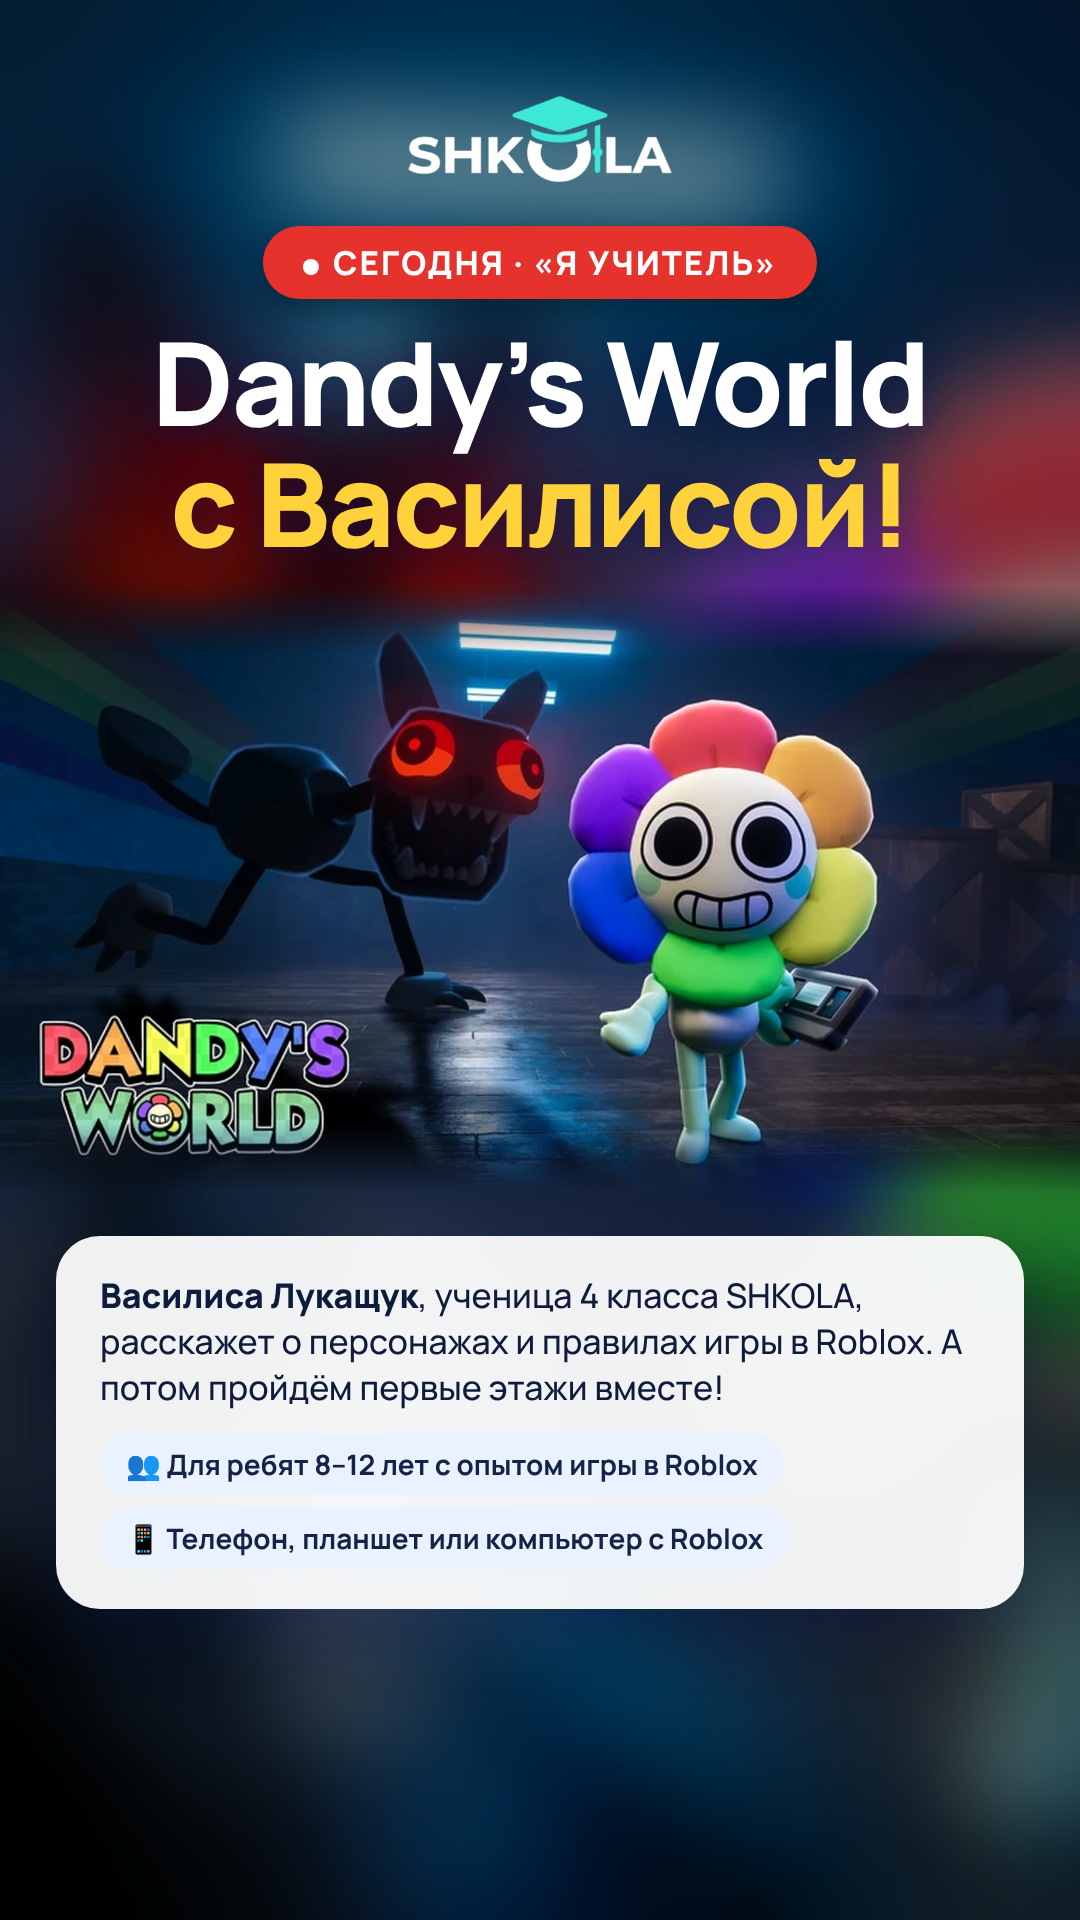 SHKOLA
СЕГОДНЯ · «Я УЧИТЕЛЬ»
Dandy’s World
с Василисой!
DANDY'S
WORLD
Василиса Лукащук, ученица 4 класса SHKOLA,
расскажет о персонажах и правилах игры в Roblox. А
потом пройдём первые этажи вместе!
👥 Для ребят 8–12 лет с опытом игры в Roblox
📱 Телефон, планшет или компьютер с Roblox